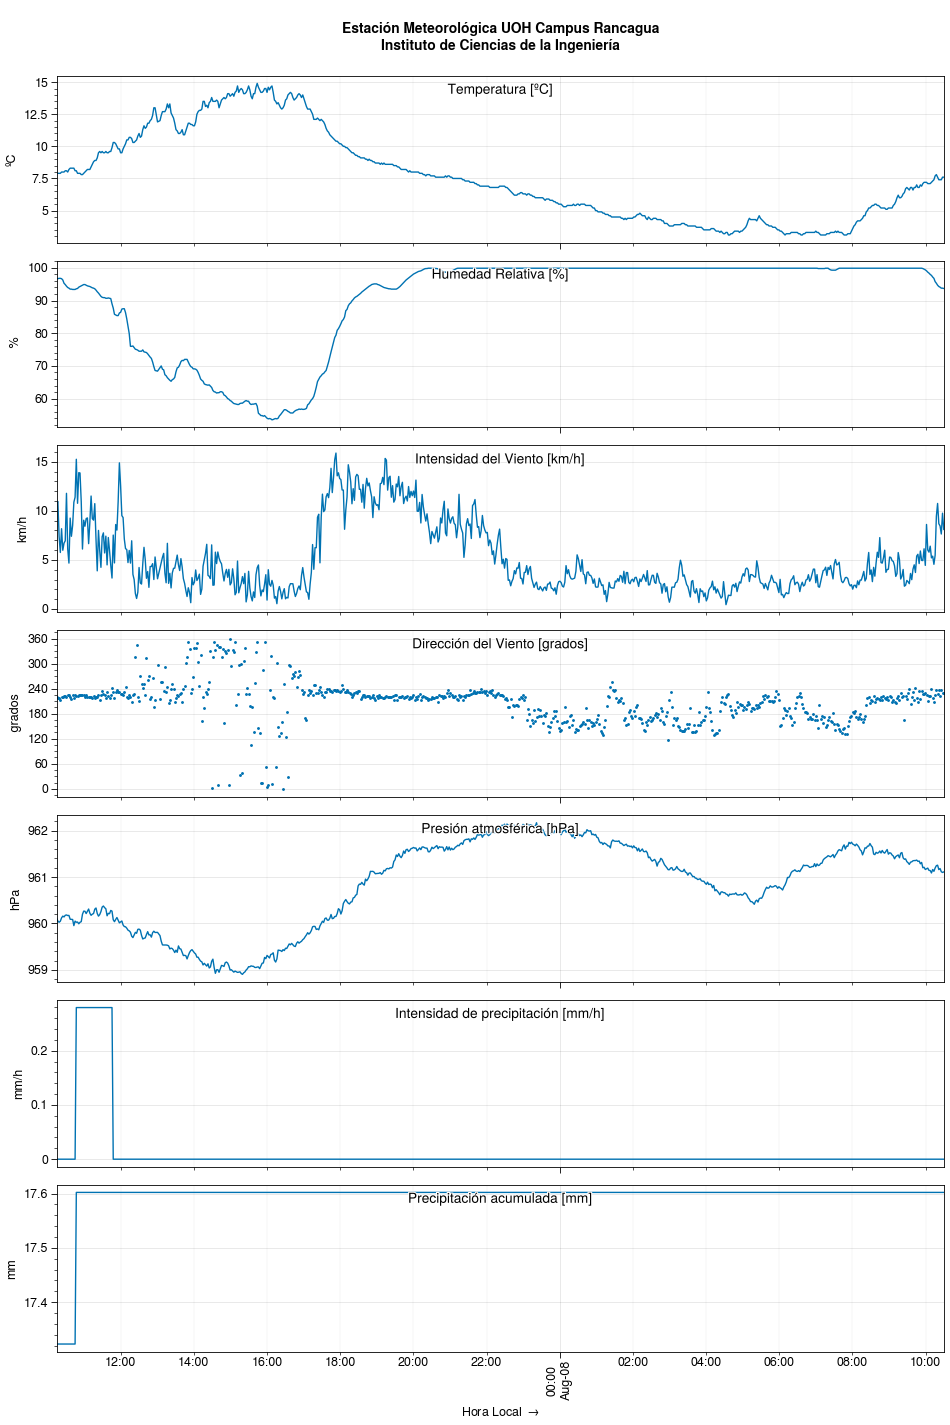 Estación Meteorológica UOH Campus Rancagua
Instituto de Ciencias de la Ingeniería
Temperatura [ºC]
15
12.5
10
7.5
5
ºC
Humedad Relativa [%]
100
90
80
70
60
%
Intensidad del Viento [km/h]
15
10
5
0
km/h
Dirección del Viento [grados]
360
300
240
180
120
60
0
grados
Presión atmosférica [hPa]
962
961
960
959
hPa
Intensidad de precipitación [mm/h]
0.2
0.1
0
mm/h
Precipitación acumulada [mm]
17.6
17.5
17.4
mm
12:00 14:00 16:00 18:00 20:00 22:00 00:00 02:00 04:00 06:00 08:00 10:00
Aug-08
Hora Local →